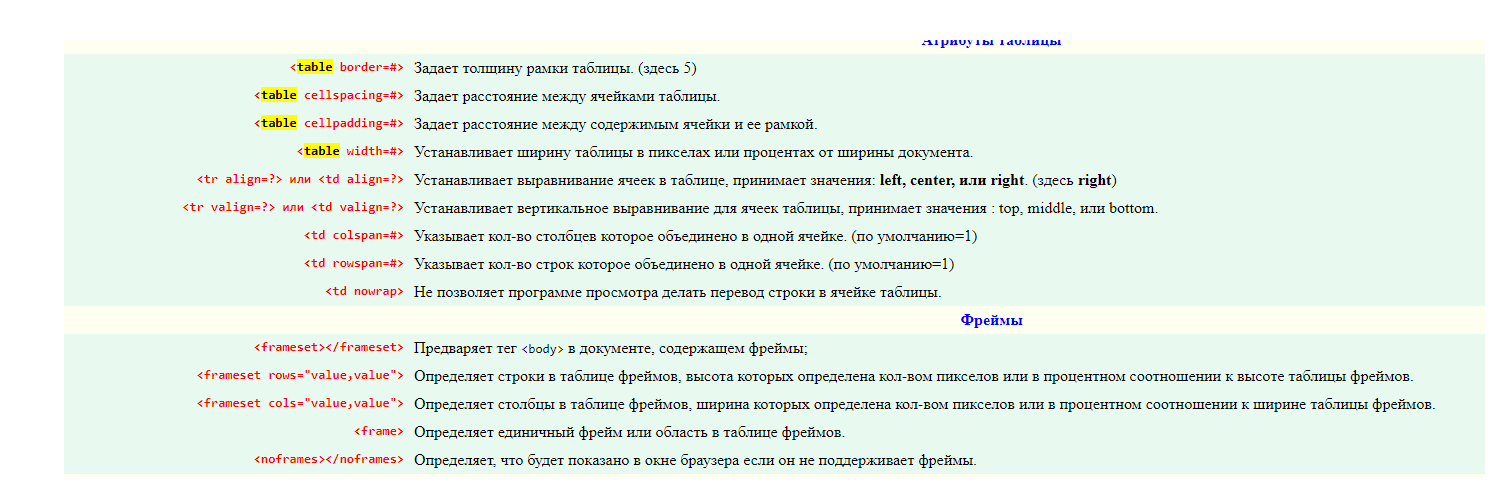 Атрибуты таблицы
<table border=#> Задает толщину рамки таблицы. (здесь 5)
<table cellspacing=#> Задает расстояние между ячейками таблицы.
<table cellpadding=#> Задает расстояние между содержимым ячейки и ее рамкой.
<table width=#> Устанавливает ширину таблицы в пикселах или процентах от ширины документа.
<tr align=?> или <td align=?> Устанавливает выравнивание ячеек в таблице, принимает значения: left, center, или right. (здесь right)
<tr valign=?> или <td valign=?> Устанавливает вертикальное выравнивание для ячеек таблицы, принимает значения : top, middle, или bottom.
<td colspan=#> Указывает кол-во столбцев которое объединено в одной ячейке. (по умолчанию=1)
<td rowspan=#> Указывает кол-во строк которое объединено в одной ячейке. (по умолчанию=1)
<td nowrap> Не позволяет программе просмотра делать перевод строки в ячейке таблицы.
Фреймы
<frameset></frameset> Предваряет тег <body> в документе, содержащем фреймы;
<frameset rows="value,value"> Определяет строки в таблице фреймов, высота которых определена кол-вом пикселов или в процентном соотношении к высоте таблицы фреймов.
<frameset cols="value,value"> Определяет столбцы в таблице фреймов, ширина которых определена кол-вом пикселов или в процентном соотношении к ширине таблицы фреймов.
<frame> Определяет единичный фрейм или область в таблице фреймов.
<noframes></noframes> Определяет, что будет показано в окне браузера если он не поддерживает фреймы.